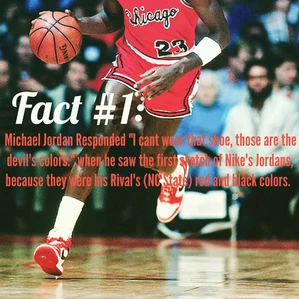 Chicago
23
Fact #1:
Michael Jordan Responded "I cant wear that shoe, those are the
devil's colors." when he saw the first sketch of Nike's Jordans,
because they were his Rival's (NC State) red and black colors.